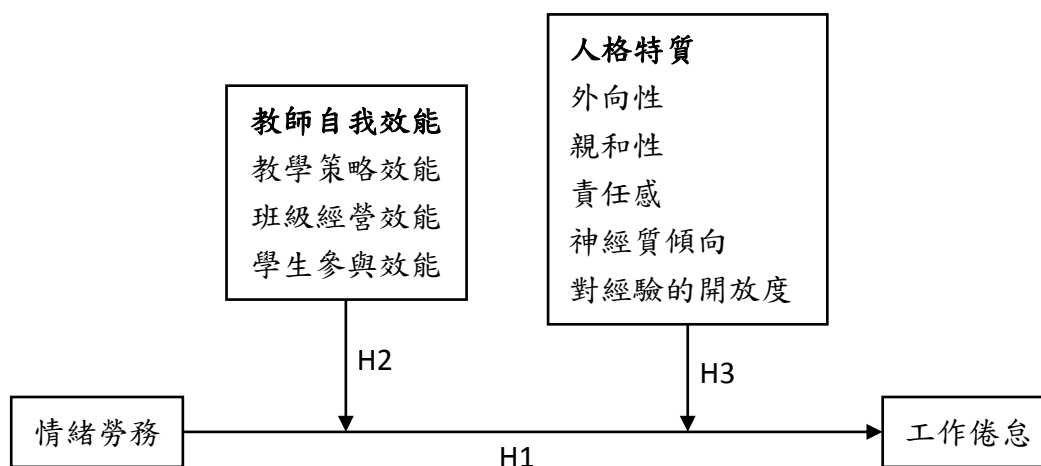 人格特質
外向性
親和性
責任感
神經質傾向
對經驗的開放度
教師自我效能
教學策略效能
班級經營效能
學生參與效能
H2
H3
情緒勞務
工作倦怠
H1